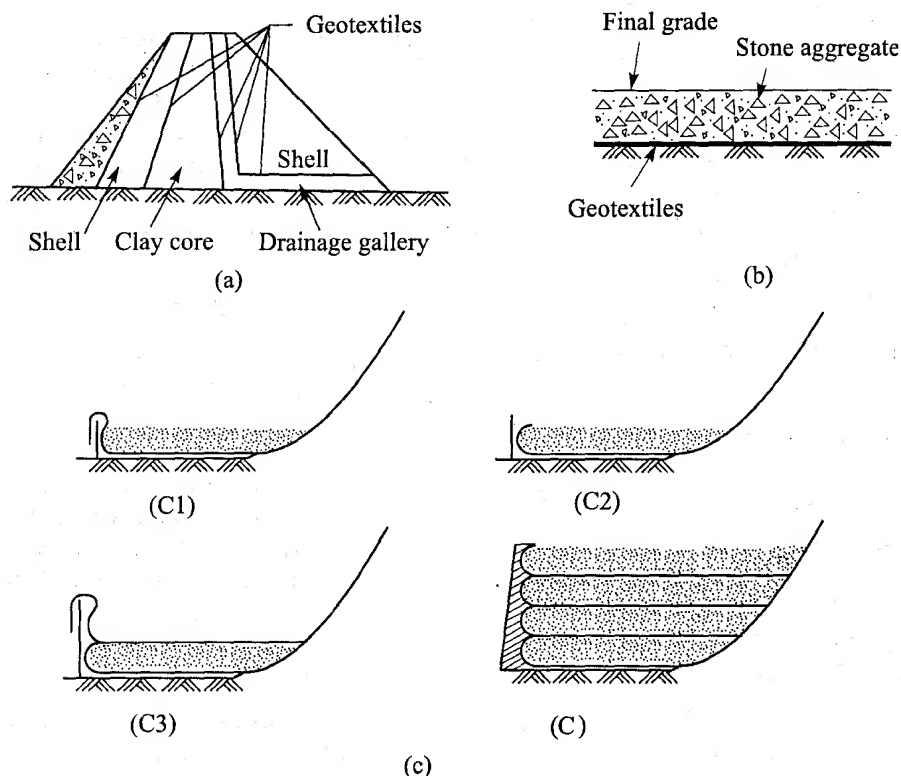 Geotextiles
Shell
Shell
Clay core
Drainage gallery
(a)
Final grade
Stone aggregate
Geotextiles
(b)
(C1)
(C2)
(C3)
(C)
(c)